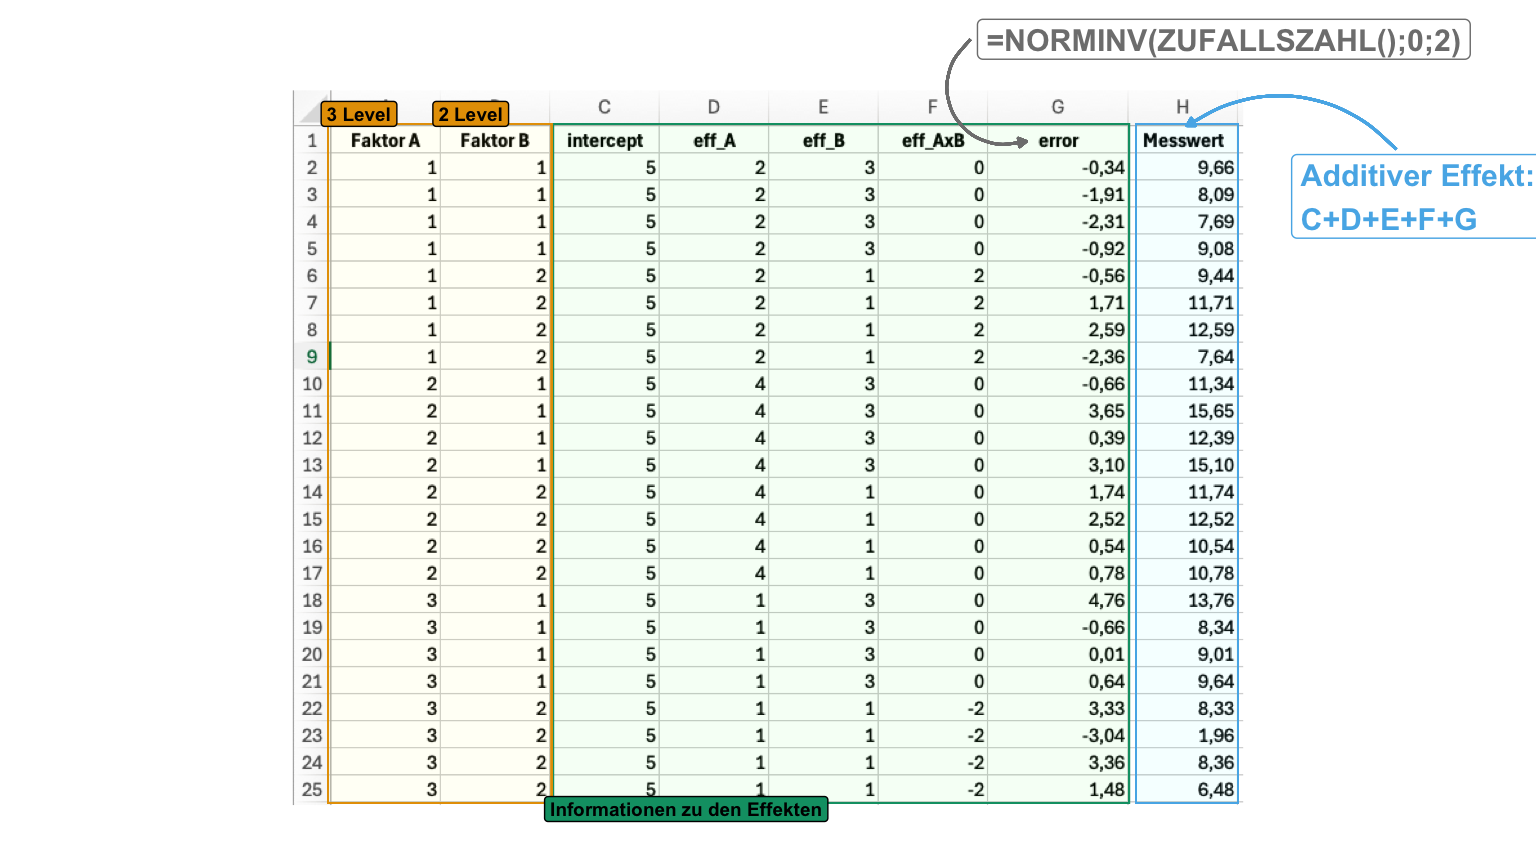 =NORMINV(ZUFALLSZAHL();0;2)
3 Level 2 Level C D E F G H
1 Faktor A Faktor B intercept eff_A eff_B eff_AxB error Messwert
2 1 1 5 2 3 0 -0,34 9,66
3 1 1 5 2 3 0 -1,91 8,09
4 1 1 5 2 3 0 -2,31 7,69
5 1 1 5 2 3 0 -0,92 9,08
6 1 2 5 2 1 2 -0,56 9,44
7 1 2 5 2 1 2 1,71 11,71
8 1 2 5 2 1 2 2,59 12,59
9 1 2 5 2 1 2 -2,36 7,64
10 2 1 5 4 3 0 -0,66 11,34
11 2 1 5 4 3 0 3,65 15,65
12 2 1 5 4 3 0 0,39 12,39
13 2 1 5 4 3 0 3,10 15,10
14 2 2 5 4 1 0 1,74 11,74
15 2 2 5 4 1 0 2,52 12,52
16 2 2 5 4 1 0 0,54 10,54
17 2 2 5 4 1 0 0,78 10,78
18 3 1 5 1 3 0 4,76 13,76
19 3 1 5 1 3 0 -0,66 8,34
20 3 1 5 1 3 0 0,01 9,01
21 3 1 5 1 3 0 0,64 9,64
22 3 2 5 1 1 -2 3,33 8,33
23 3 2 5 1 1 -2 -3,04 1,96
24 3 2 5 1 1 -2 3,36 8,36
25 3 2 5 1 1 -2 1,48 6,48
Informationen zu den Effekten
Additiver Effekt:
C+D+E+F+G